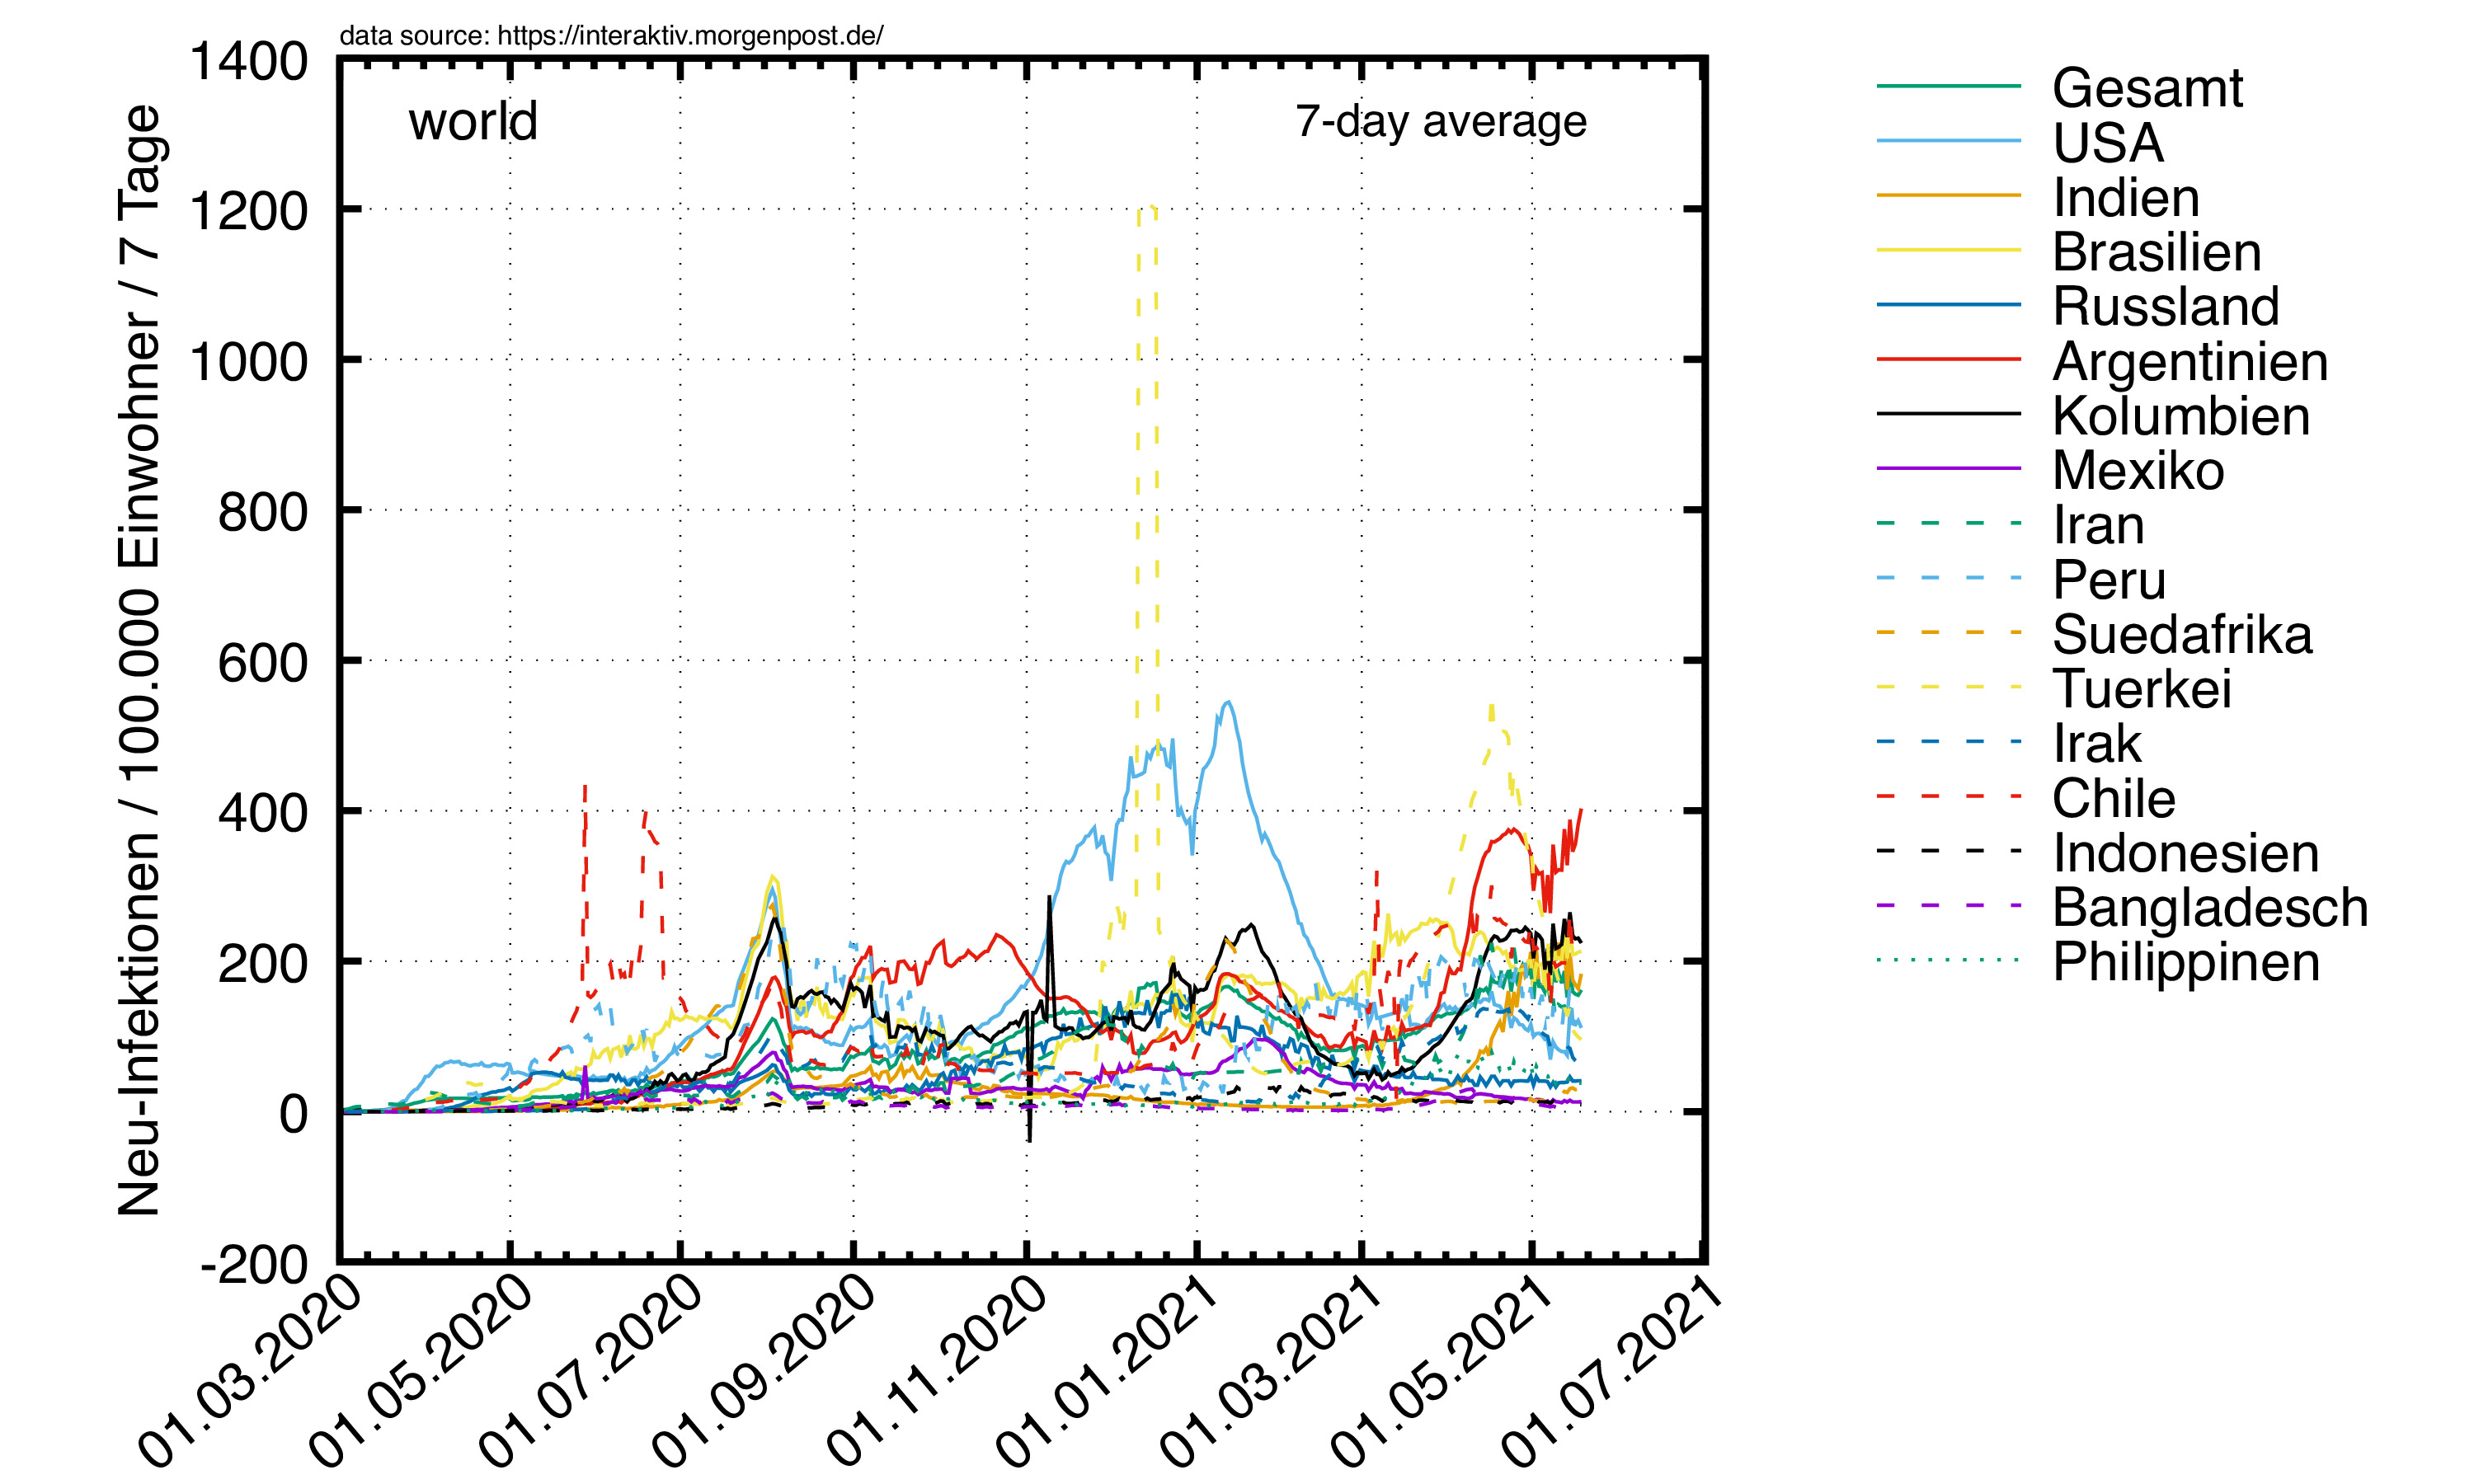 data source: https://interaktiv.morgenpost.de/
world
7-day average
Neu-Infektionen / 100.000 Einwohner / 7 Tage
1400
1200
1000
800
600
400
200
0
-200
01.03.2020
01.05.2020
01.07.2020
01.09.2020
01.11.2020
01.01.2021
01.03.2021
01.05.2021
01.07.2021
Gesamt
USA
Indien
Brasilien
Russland
Argentinien
Kolumbien
Mexiko
Iran
Peru
Suedafrika
Tuerkei
Irak
Chile
Indonesien
Bangladesch
Philippinen